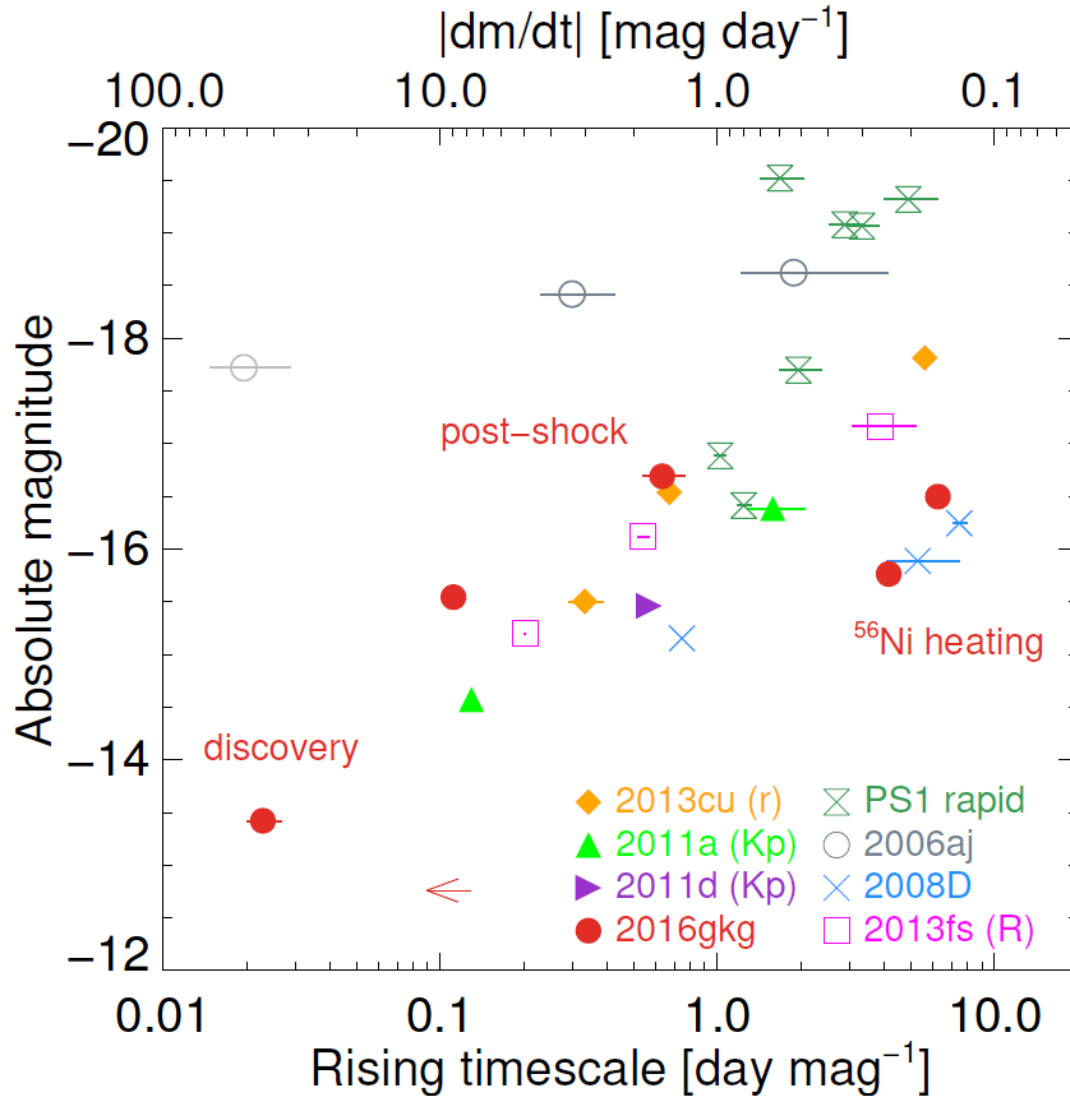 |dm/dt| [mag day⁻¹]
100.0 10.0 1.0 0.1
−20
−18
−16
−14
−12
Absolute magnitude
post−shock
⁵⁶Ni heating
discovery
2013cu (r) PS1 rapid
2011a (Kp) 2006aj
2011d (Kp) 2008D
2016gkg 2013fs (R)
0.01 0.1 1.0 10.0
Rising timescale [day mag⁻¹]